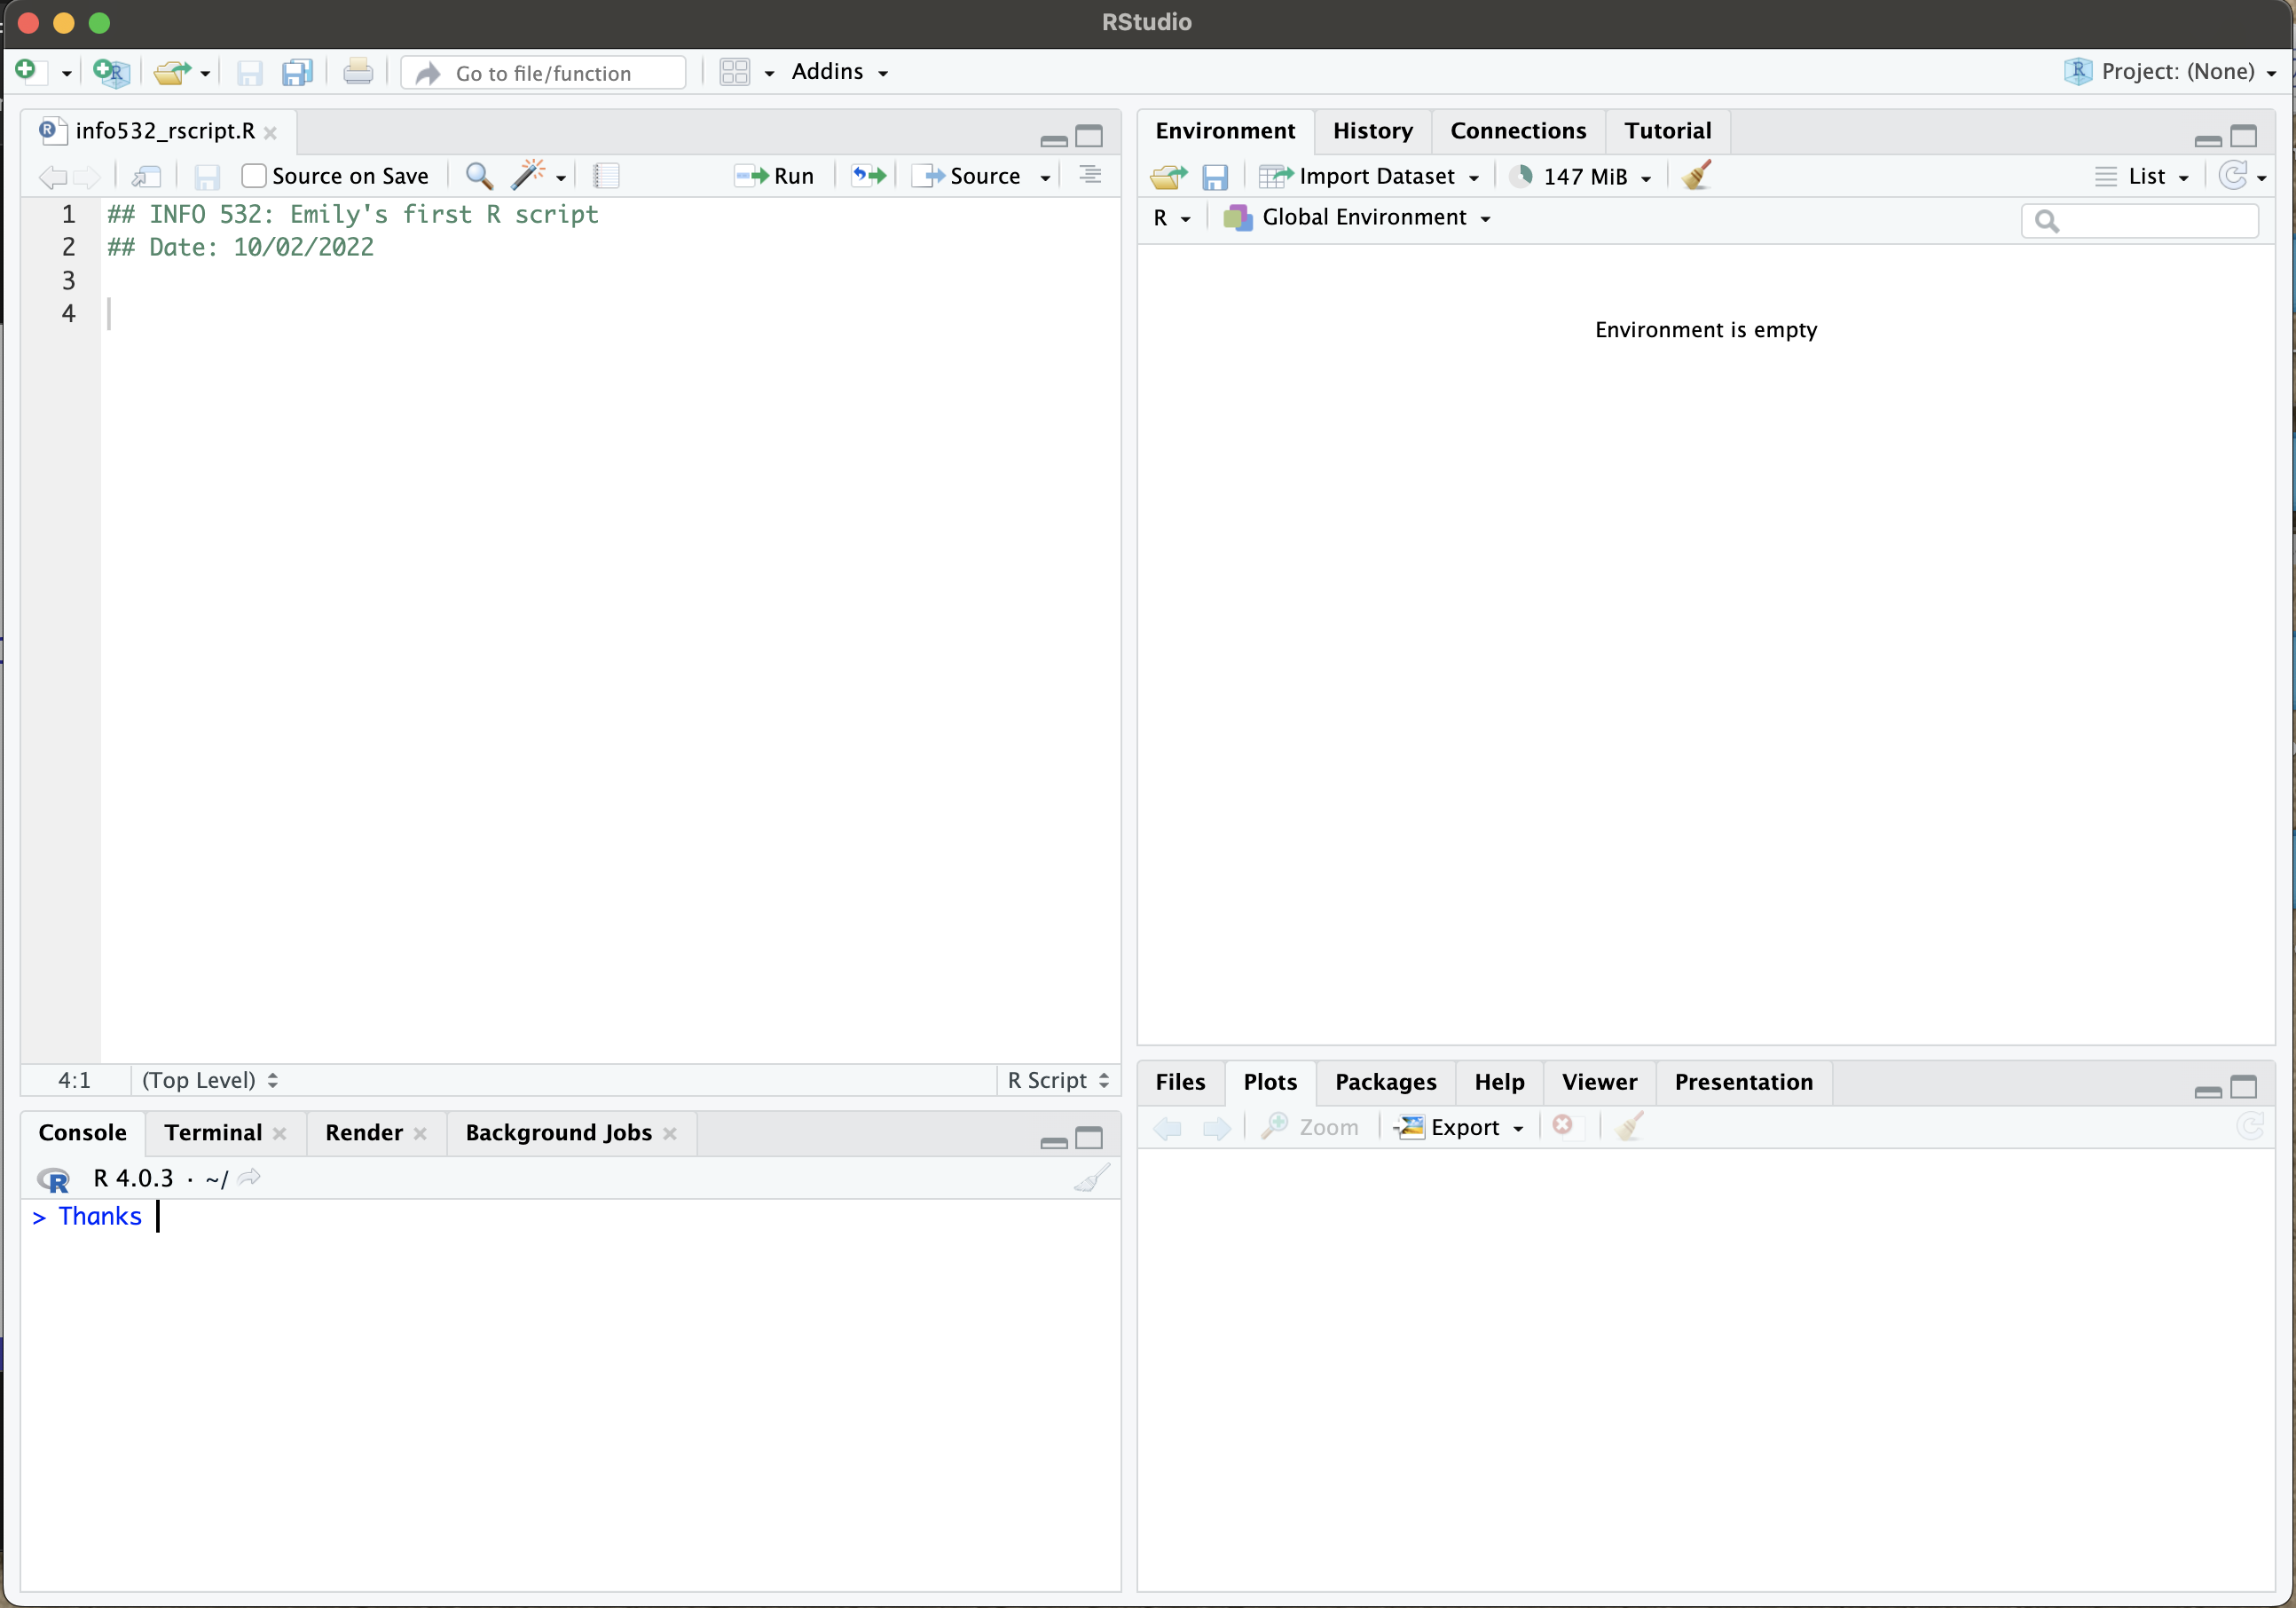 RStudio
Go to file/function
Addins
Project: (None)
info532_rscript.R
Source on Save
Run
Source
1 ## INFO 532: Emily's first R script
2 ## Date: 10/02/2022
3
4
4:1 (Top Level) R Script
Console Terminal Render Background Jobs
R 4.0.3 · ~/
> Thanks
Environment History Connections Tutorial
Import Dataset 147 MiB List
R Global Environment
Environment is empty
Files Plots Packages Help Viewer Presentation
Zoom Export